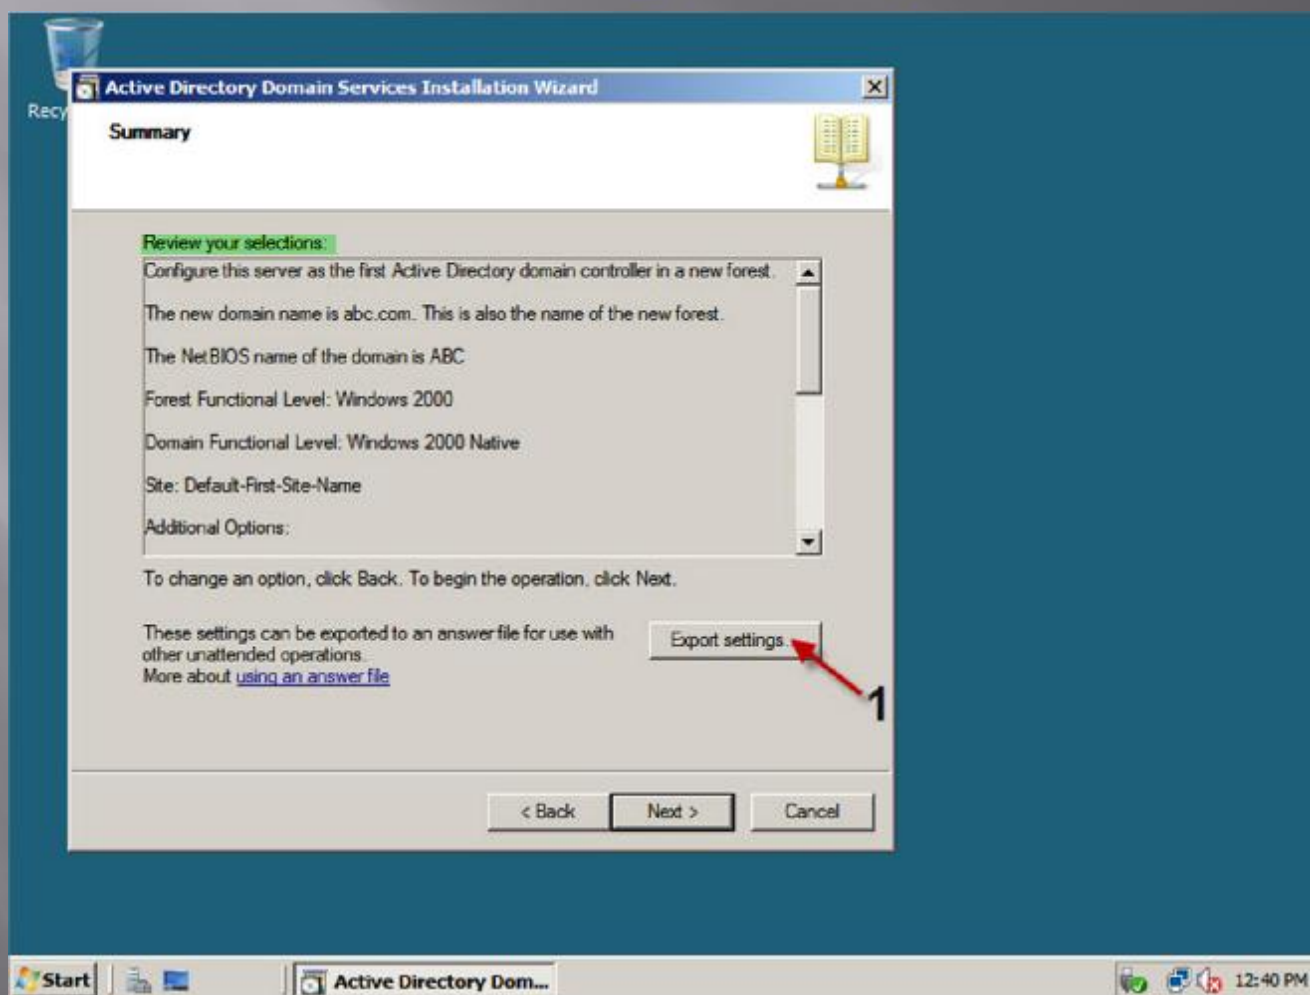 Recy
Active Directory Domain Services Installation Wizard
Summary
Review your selections:
Configure this server as the first Active Directory domain controller in a new forest.
The new domain name is abc.com. This is also the name of the new forest.
The NetBIOS name of the domain is ABC
Forest Functional Level: Windows 2000
Domain Functional Level: Windows 2000 Native
Site: Default-First-Site-Name
Additional Options:
To change an option, click Back. To begin the operation, click Next.
These settings can be exported to an answer file for use with
other unattended operations.
More about using an answer file
Export settings.
1
< Back
Next >
Cancel
Start
Active Directory Dom...
12:40 PM